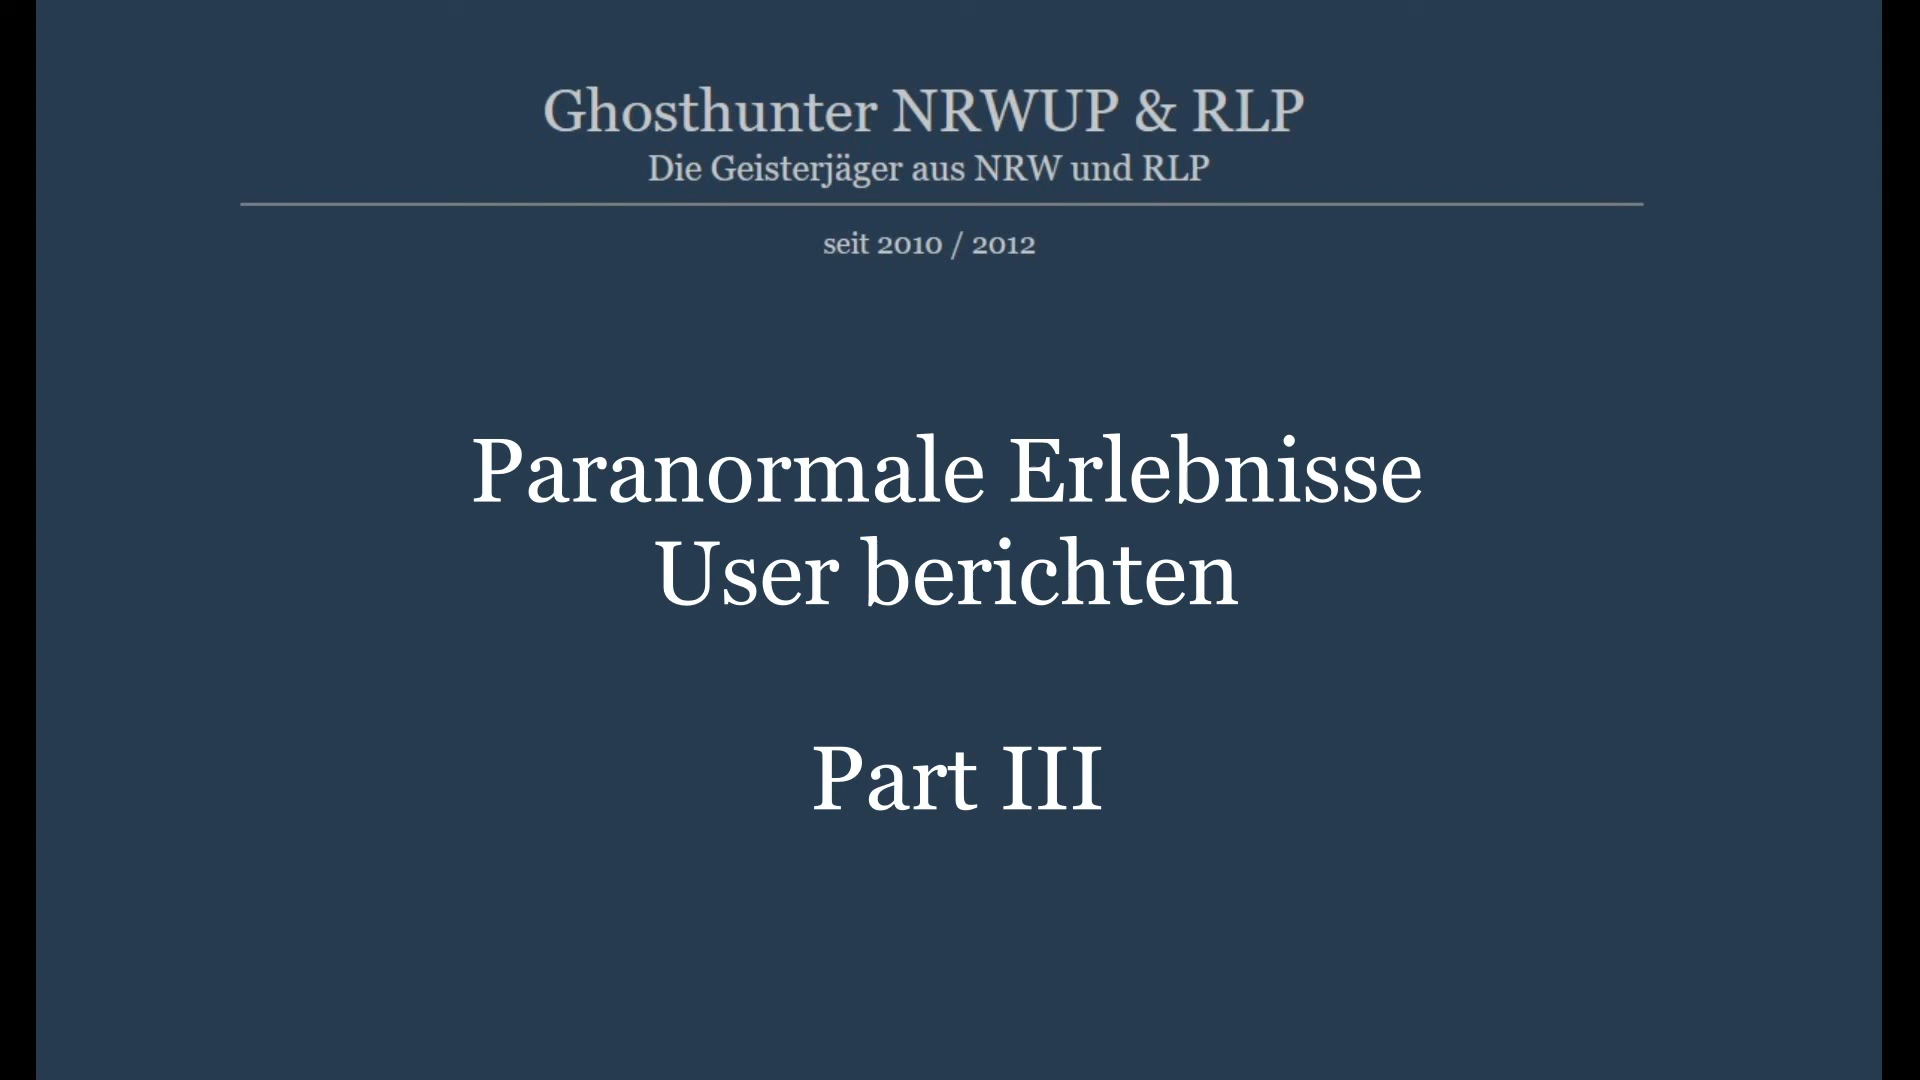 Ghosthunter NRWUP & RLP
Die Geisterjäger aus NRW und RLP
seit 2010 / 2012
Paranormale Erlebnisse
User berichten
Part III